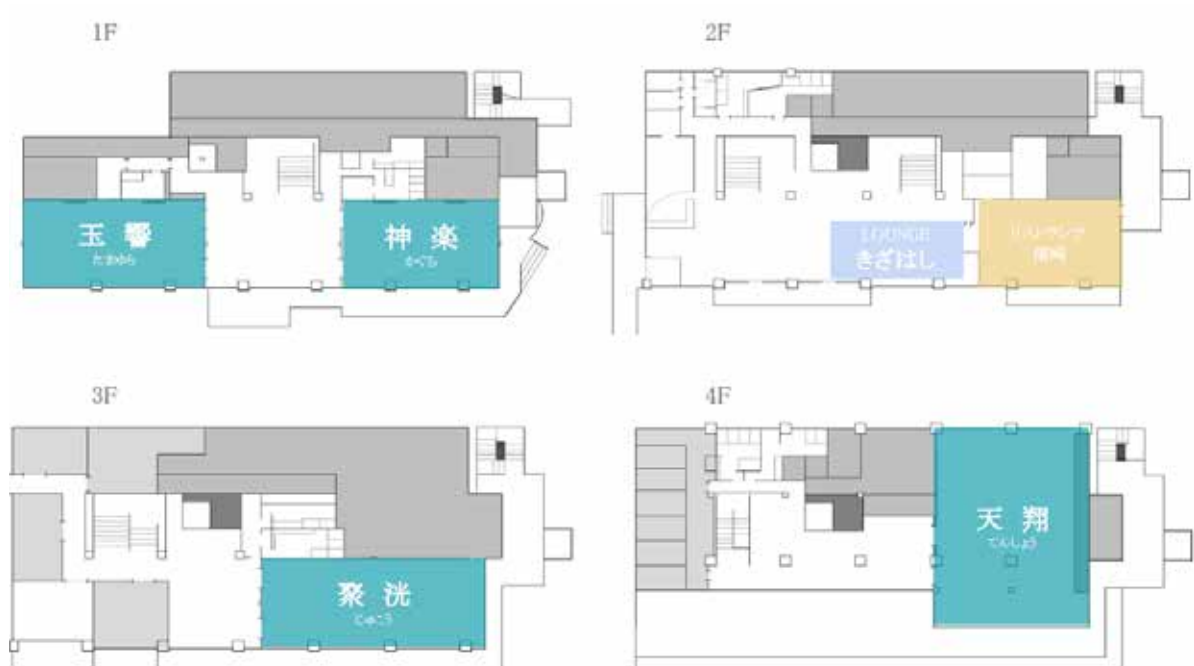 1F
2F
玉響
たまゆら
神楽
かぐら
LOUNGE
きざはし
3F
4F
聚洸
じゅこう
天翔
てんしょう